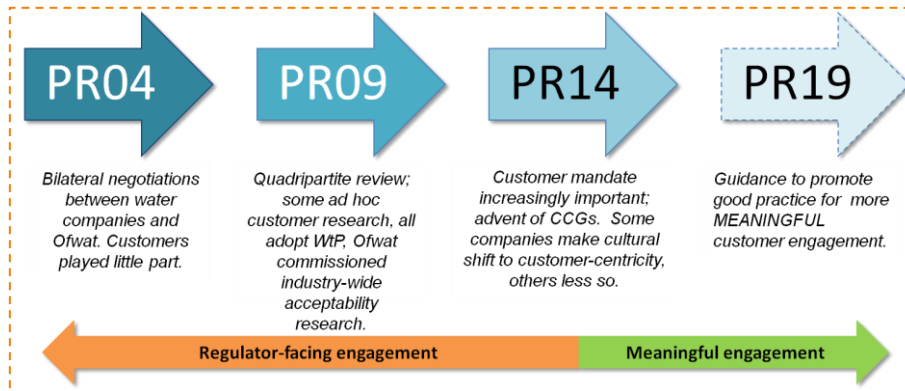 PR04
PR09
PR14
PR19
Bilateral negotiations
between water
companies and
Ofwat. Customers
played little part.
Quadripartite review;
some ad hoc
customer research, all
adopt WtP, Ofwat
commissioned
industry-wide
acceptability
research.
Customer mandate
increasingly important;
advent of CCGs.  Some
companies make cultural
shift to customer-centricity,
others less so.
Guidance to promote
good practice for  more
MEANINGFUL
customer engagement.
Regulator-facing engagement
Meaningful engagement